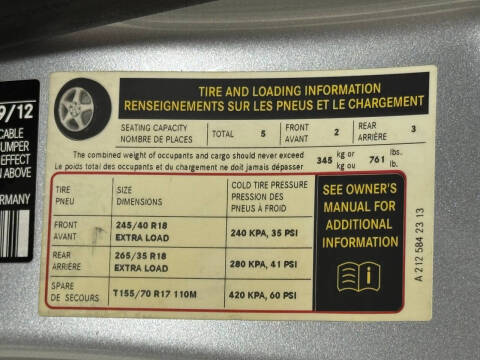 9/12
CABLE
UMPER
EFFECT
N ABOVE
ERMANY
TIRE AND LOADING INFORMATION
RENSEIGNEMENTS SUR LES PNEUS ET LE CHARGEMENT
SEATING CAPACITY
NOMBRE DE PLACES
TOTAL 5
FRONT
AVANT
2
REAR
ARRIÈRE
3
The combined weight of occupants and cargo should never exceed
Le poids total des occupants et du chargement ne doit jamais dépasser
345 kg or
kg ou
761 lbs.
lb.
TIRE
PNEU
SIZE
DIMENSIONS
COLD TIRE PRESSURE
PRESSION DES
PNEUS À FROID
FRONT
AVANT
245/40 R18
EXTRA LOAD
240 KPA, 35 PSI
REAR
ARRIÈRE
265/35 R18
EXTRA LOAD
280 KPA, 41 PSI
SPARE
DE SECOURS
T155/70 R17 110M
420 KPA, 60 PSI
SEE OWNER'S
MANUAL FOR
ADDITIONAL
INFORMATION
i
A 212 584 23 13